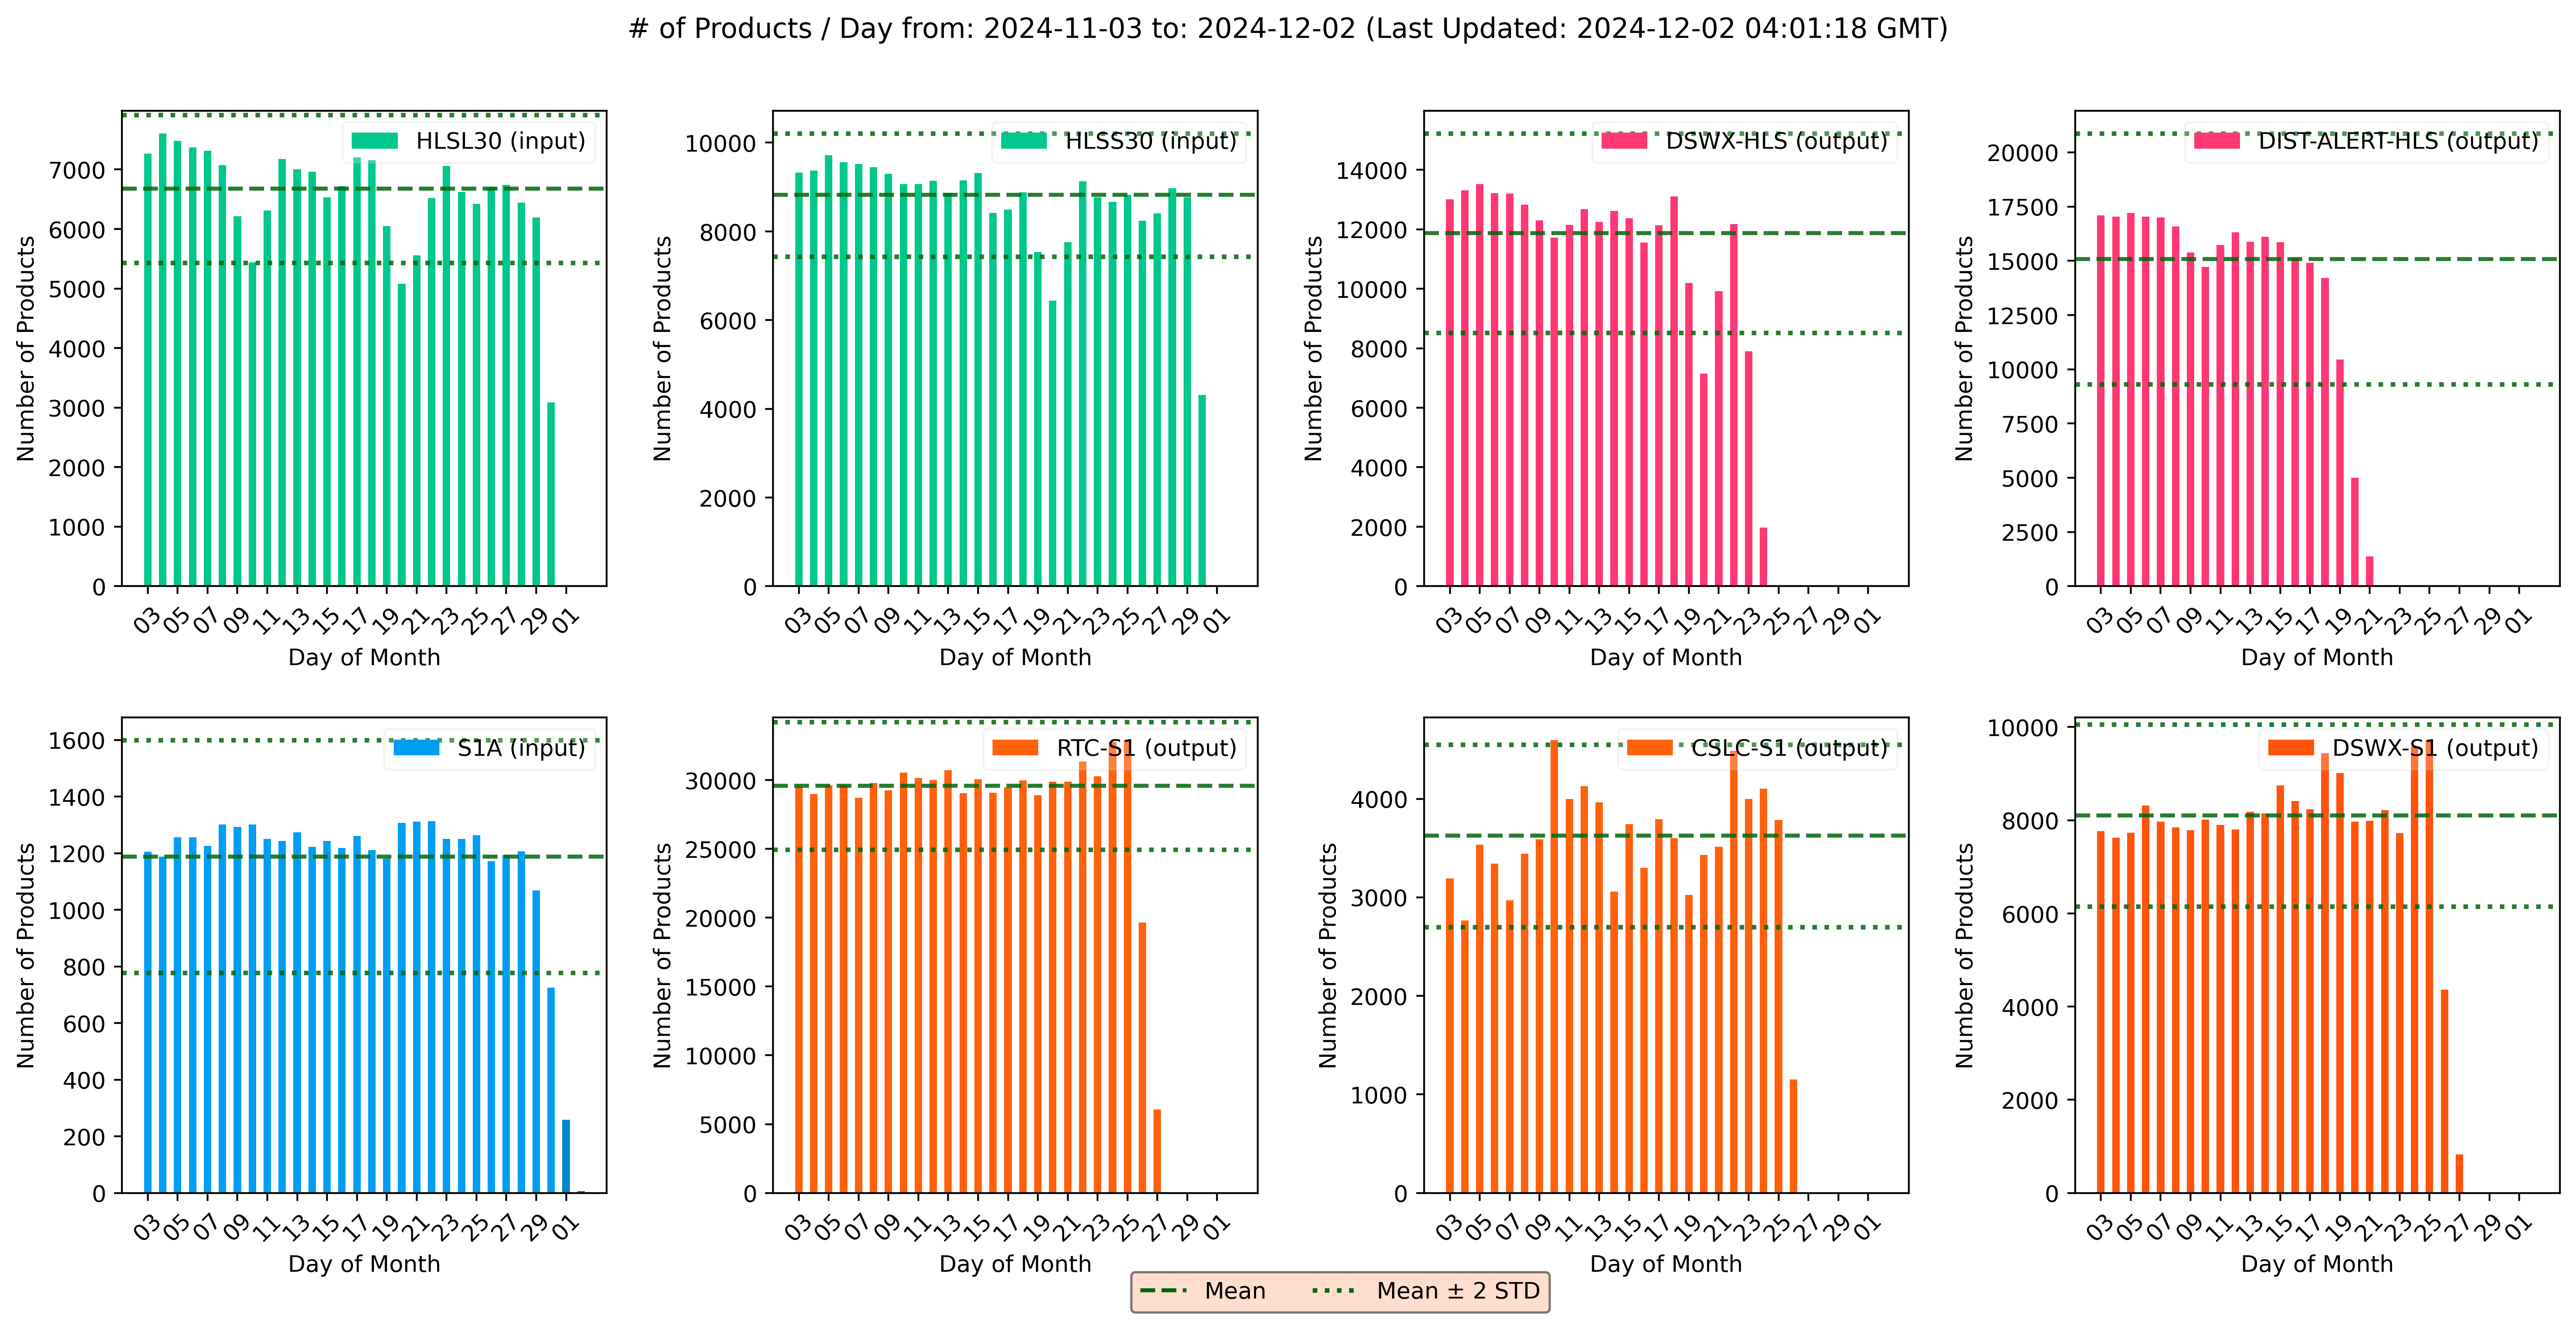 # of Products / Day from: 2024-11-03 to: 2024-12-02 (Last Updated: 2024-12-02 04:01:18 GMT)
HLSL30 (input)
Number of Products
7000
6000
5000
4000
3000
2000
1000
0
03 05 07 09 11 13 15 17 19 21 23 25 27 29 01
Day of Month
HLSS30 (input)
Number of Products
10000
8000
6000
4000
2000
0
03 05 07 09 11 13 15 17 19 21 23 25 27 29 01
Day of Month
DSWX-HLS (output)
Number of Products
14000
12000
10000
8000
6000
4000
2000
0
03 05 07 09 11 13 15 17 19 21 23 25 27 29 01
Day of Month
DIST-ALERT-HLS (output)
Number of Products
20000
17500
15000
12500
10000
7500
5000
2500
0
03 05 07 09 11 13 15 17 19 21 23 25 27 29 01
Day of Month
S1A (input)
Number of Products
1600
1400
1200
1000
800
600
400
200
0
03 05 07 09 11 13 15 17 19 21 23 25 27 29 01
Day of Month
RTC-S1 (output)
Number of Products
30000
25000
20000
15000
10000
5000
0
03 05 07 09 11 13 15 17 19 21 23 25 27 29 01
Day of Month
CSLC-S1 (output)
Number of Products
4000
3000
2000
1000
0
03 05 07 09 11 13 15 17 19 21 23 25 27 29 01
Day of Month
DSWX-S1 (output)
Number of Products
10000
8000
6000
4000
2000
0
03 05 07 09 11 13 15 17 19 21 23 25 27 29 01
Day of Month
Mean
Mean ± 2 STD